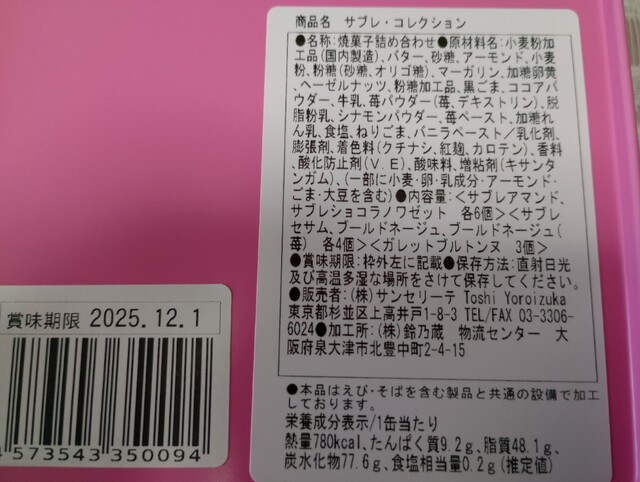 商品名 サブレ・コレクション
●名称:焼菓子詰め合わせ●原材料名:小麦粉加
工品(国内製造)、バター、砂糖、アーモンド、小麦
粉、粉糖(砂糖、オリゴ糖)、マーガリン、加糖卵黄
、ヘーゼルナッツ、粉糖加工品、黒ごま、ココアパ
ウダー、牛乳、苺パウダー(苺、デキストリン)、脱
脂粉乳、シナモンパウダー、苺ペースト、加糖れ
ん乳、食塩、ねりごま、バニラペースト/乳化剤、
膨張剤、着色料(クチナシ、紅麹、カロテン)、香料
、酸化防止剤(V.E)、酸味料、増粘剤(キサンタ
ンガム)、(一部に小麦・卵・乳成分・アーモンド・
ごま・大豆を含む)●内容量:<サブレアマンド、
サブレショコラノワゼット 各6個><サブレ
セサム、ブールドネージュ、ブールドネージュ
(苺) 各4個><ガレットブルトンヌ 3個>
●賞味期限:枠外左に記載●保存方法:直射日光
及び高温多湿な場所をさけて保存してください。
●販売者:(株)サンセリーテ Toshi Yoroizuka
東京都杉並区上高井戸1-8-3 TEL/FAX 03-3306-
6024●加工所:(株)鈴乃蔵 物流センター 大
阪府泉大津市北豊中町2-4-15
●本品はえび・そばを含む製品と共通の設備で加工
しております。
栄養成分表示/1缶当たり
熱量780kcal、たんぱく質9.2g、脂質48.1g、
炭水化物77.6g、食塩相当量0.2g(推定値)
賞味期限 2025.12.1
4573543350094